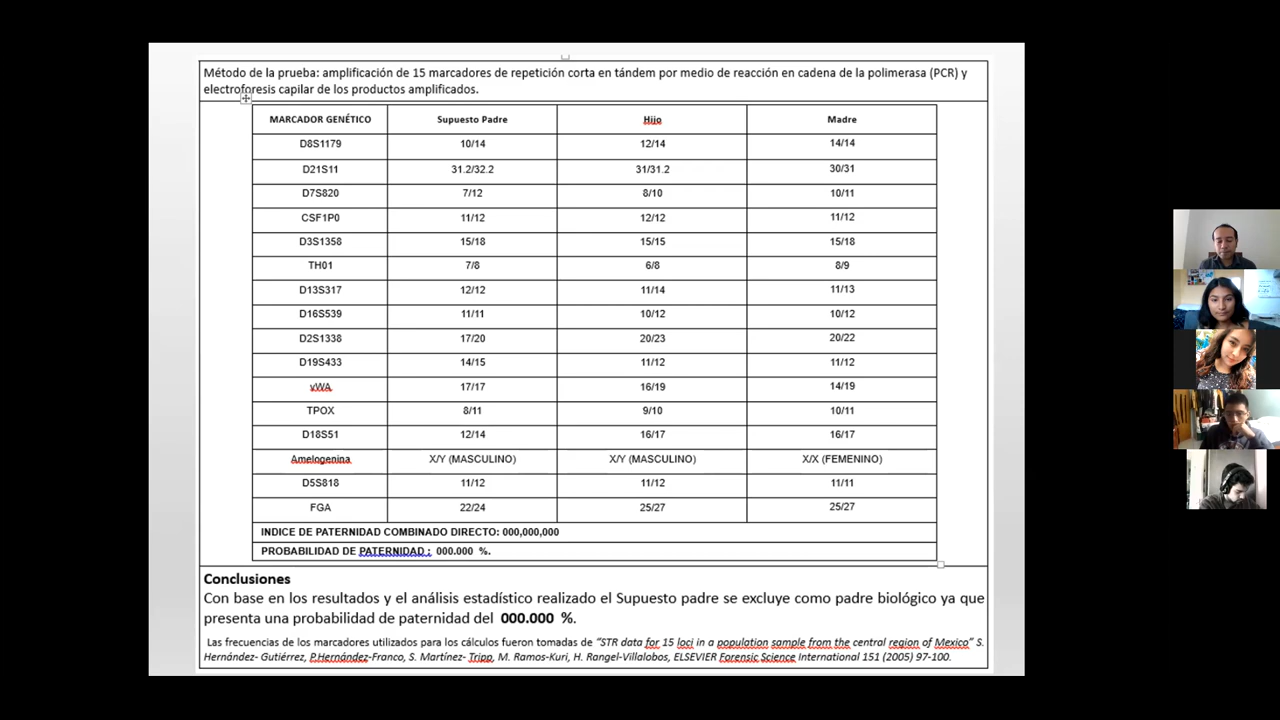 Método de la prueba: amplificación de 15 marcadores de repetición corta en tándem por medio de reacción en cadena de la polimerasa (PCR) y
electroforesis capilar de los productos amplificados.
MARCADOR GENÉTICO Supuesto Padre Hijo Madre
D8S1179 10/14 12/14 14/14
D21S11 31.2/32.2 31/31.2 30/31
D7S820 7/12 8/10 10/11
CSF1P0 11/12 12/12 11/12
D3S1358 15/18 15/15 15/18
TH01 7/8 6/8 8/9
D13S317 12/12 11/14 11/13
D16S539 11/11 10/12 10/12
D2S1338 17/20 20/23 20/22
D19S433 14/15 11/12 11/12
vWA 17/17 16/19 14/19
TPOX 8/11 9/10 10/11
D18S51 12/14 16/17 16/17
Amelogenina X/Y (MASCULINO) X/Y (MASCULINO) X/X (FEMENINO)
D5S818 11/12 11/12 11/11
FGA 22/24 25/27 25/27
INDICE DE PATERNIDAD COMBINADO DIRECTO: 000,000,000
PROBABILIDAD DE PATERNIDAD : 000.000 %.
Conclusiones
Con base en los resultados y el análisis estadístico realizado el Supuesto padre se excluye como padre biológico ya que
presenta una probabilidad de paternidad del 000.000 %.
Las frecuencias de los marcadores utilizados para los cálculos fueron tomadas de "STR data for 15 loci in a population sample from the central region of Mexico" S.
Hernández- Gutiérrez, P.Hernández-Franco, S. Martínez- Tripp, M. Ramos-Kuri, H. Rangel-Villalobos, ELSEVIER Forensic Science International 151 (2005) 97-100.